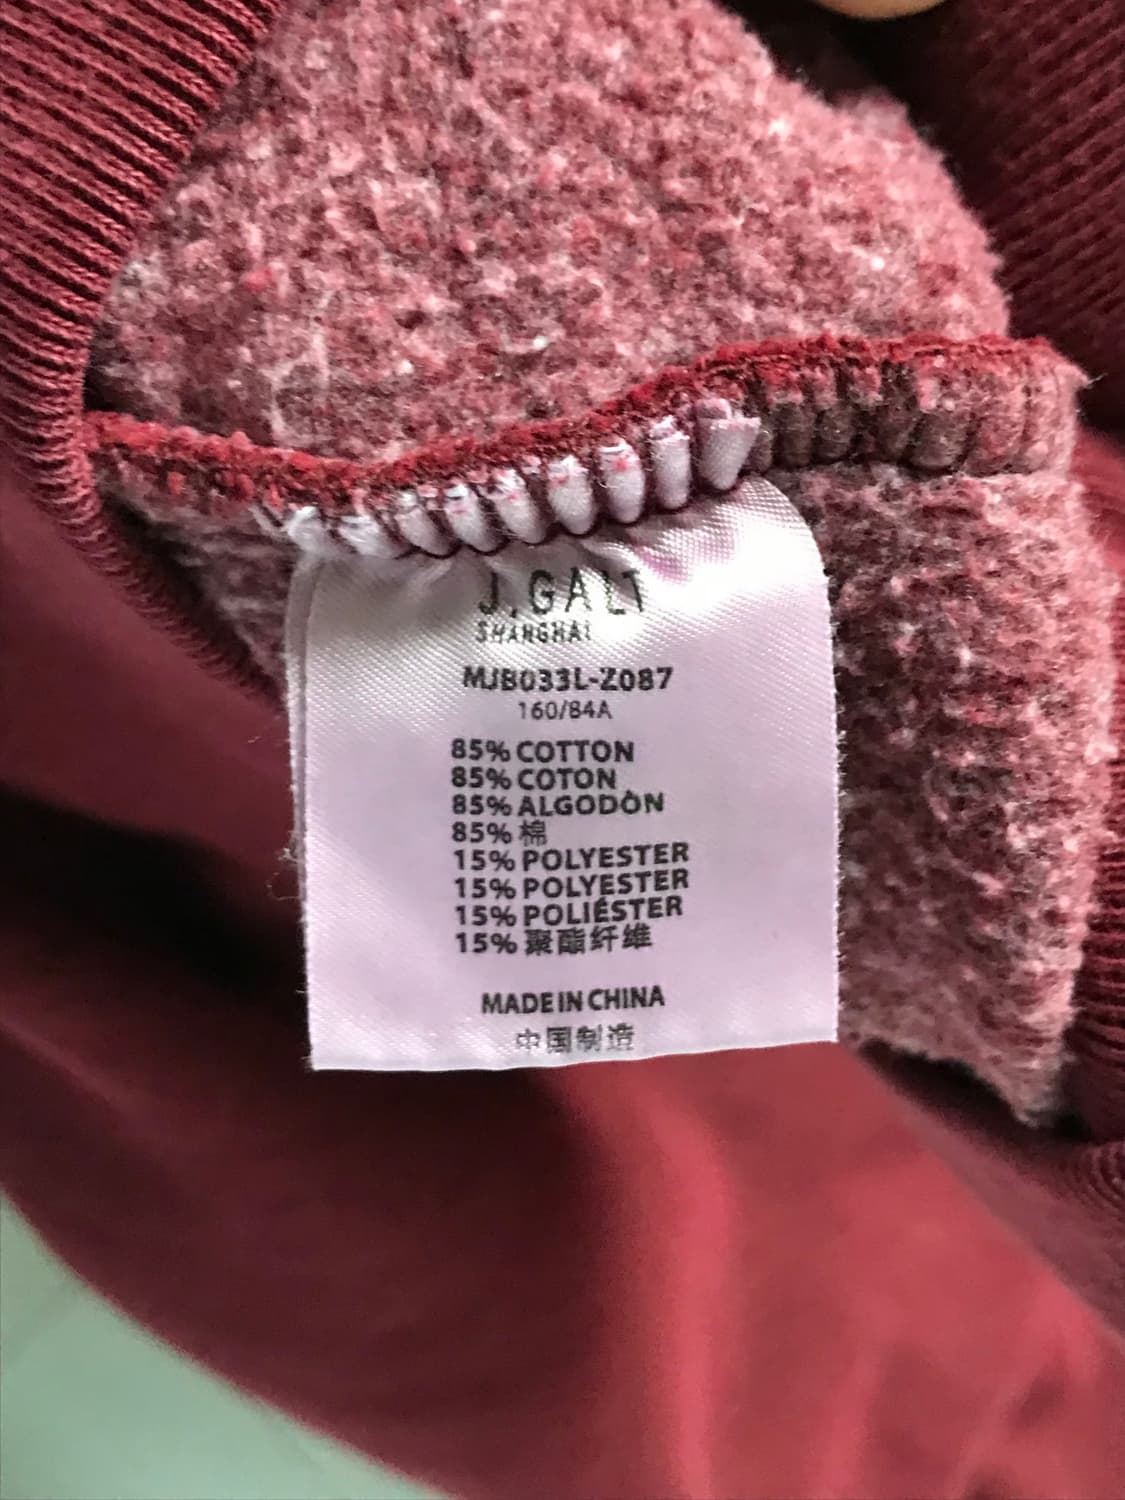 J.GALT
SHANGHAI
MJB033L-Z087
160/84A
85% COTTON
85% COTON
85% ALGODÒN
85% 棉
15% POLYESTER
15% POLYESTER
15% POLIÉSTER
15% 聚酯纤维
MADE IN CHINA
中国制造